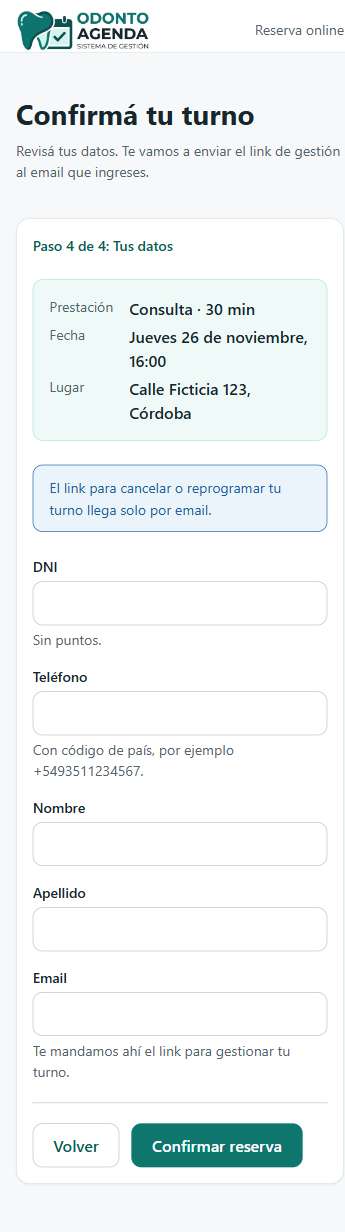 ODONTO
AGENDA
SISTEMA DE GESTIÓN
Reserva online
Confirmá tu turno
Revisá tus datos. Te vamos a enviar el link de gestión
al email que ingreses.
Paso 4 de 4: Tus datos
Prestación Consulta · 30 min
Fecha Jueves 26 de noviembre,
16:00
Lugar Calle Ficticia 123,
Córdoba
El link para cancelar o reprogramar tu
turno llega solo por email.
DNI
Sin puntos.
Teléfono
Con código de país, por ejemplo
+5493511234567.
Nombre
Apellido
Email
Te mandamos ahí el link para gestionar tu
turno.
Volver
Confirmar reserva